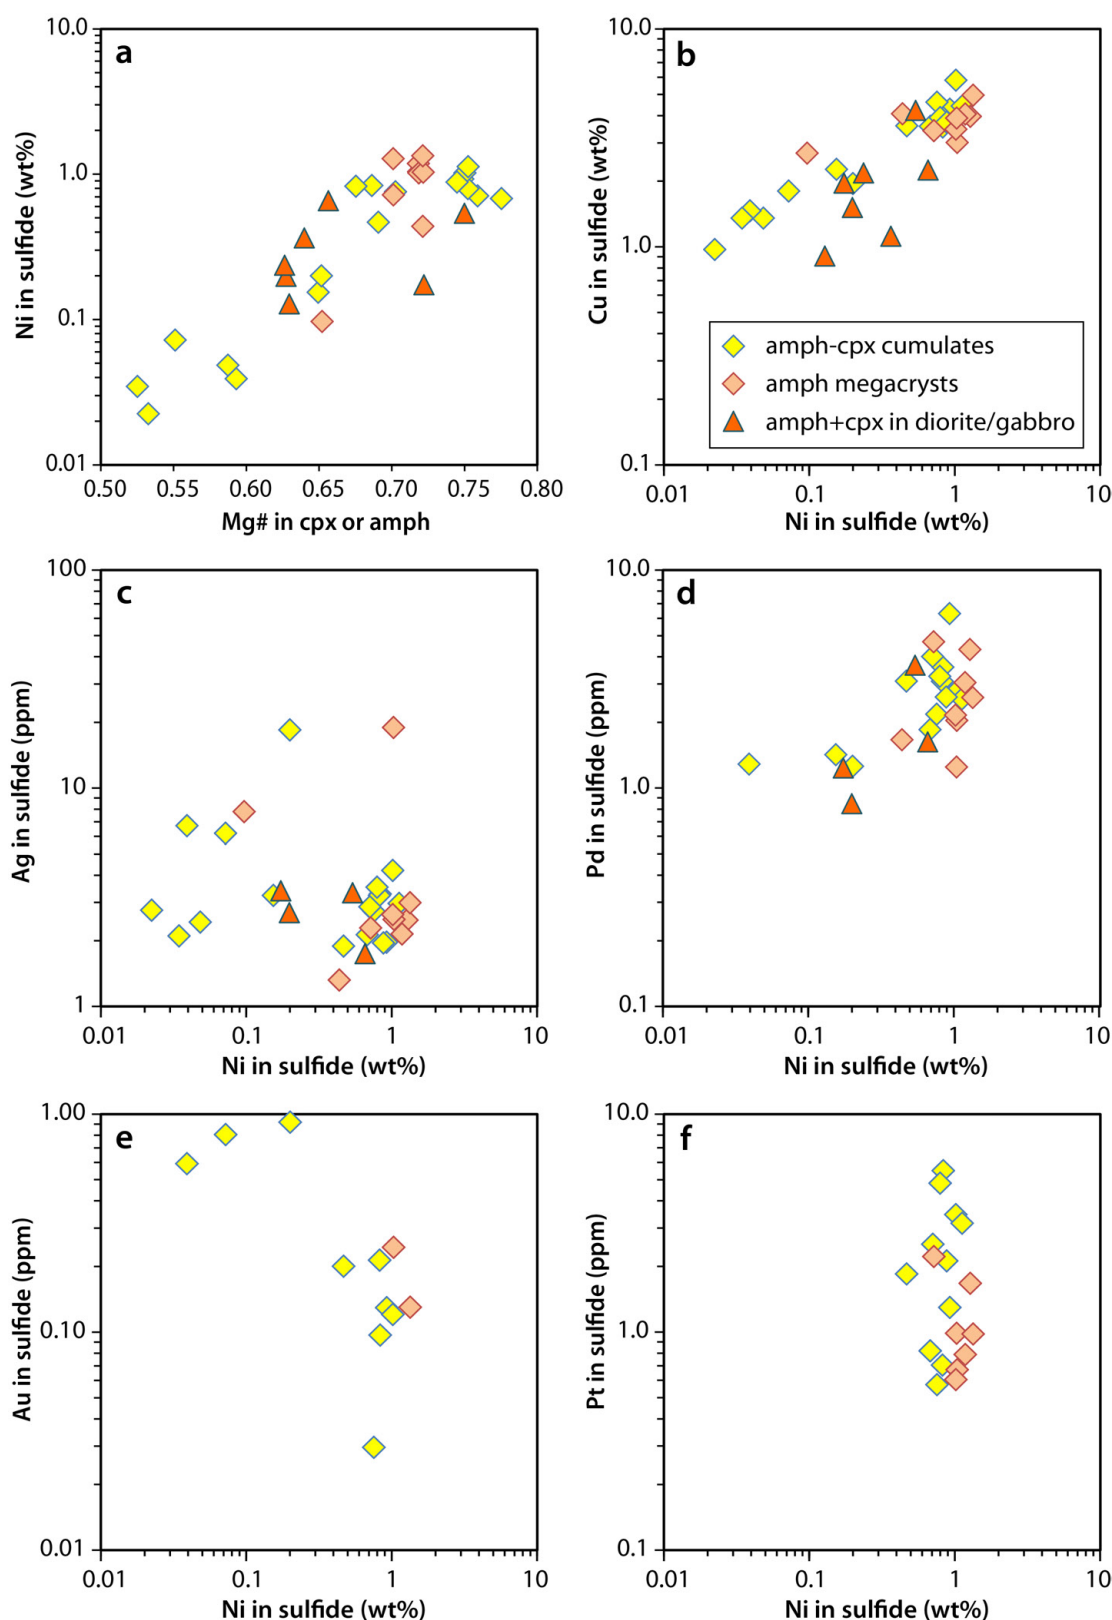 a
10.0
1.0
0.1
0.01
Ni in sulfide (wt%)
0.50 0.55 0.60 0.65 0.70 0.75 0.80
Mg# in cpx or amph
b
10.0
1.0
0.1
Cu in sulfide (wt%)
amph-cpx cumulates
amph megacrysts
amph+cpx in diorite/gabbro
0.01 0.1 1 10
Ni in sulfide (wt%)
c
100
10
1
Ag in sulfide (ppm)
0.01 0.1 1 10
Ni in sulfide (wt%)
d
10.0
1.0
0.1
Pd in sulfide (ppm)
0.01 0.1 1 10
Ni in sulfide (wt%)
e
1.00
0.10
0.01
Au in sulfide (ppm)
0.01 0.1 1 10
Ni in sulfide (wt%)
f
10.0
1.0
0.1
Pt in sulfide (ppm)
0.01 0.1 1 10
Ni in sulfide (wt%)